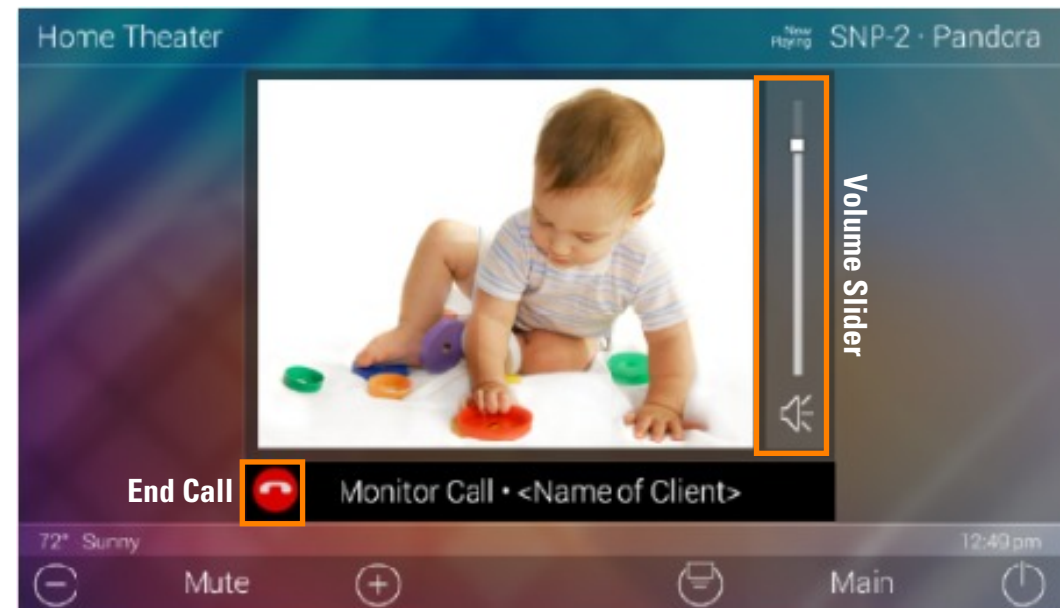 Home Theater
Now Playing SNP-2 · Pandora
Volume Slider
End Call
Monitor Call • <Name of Client>
72° Sunny
12:49 pm
Mute
Main